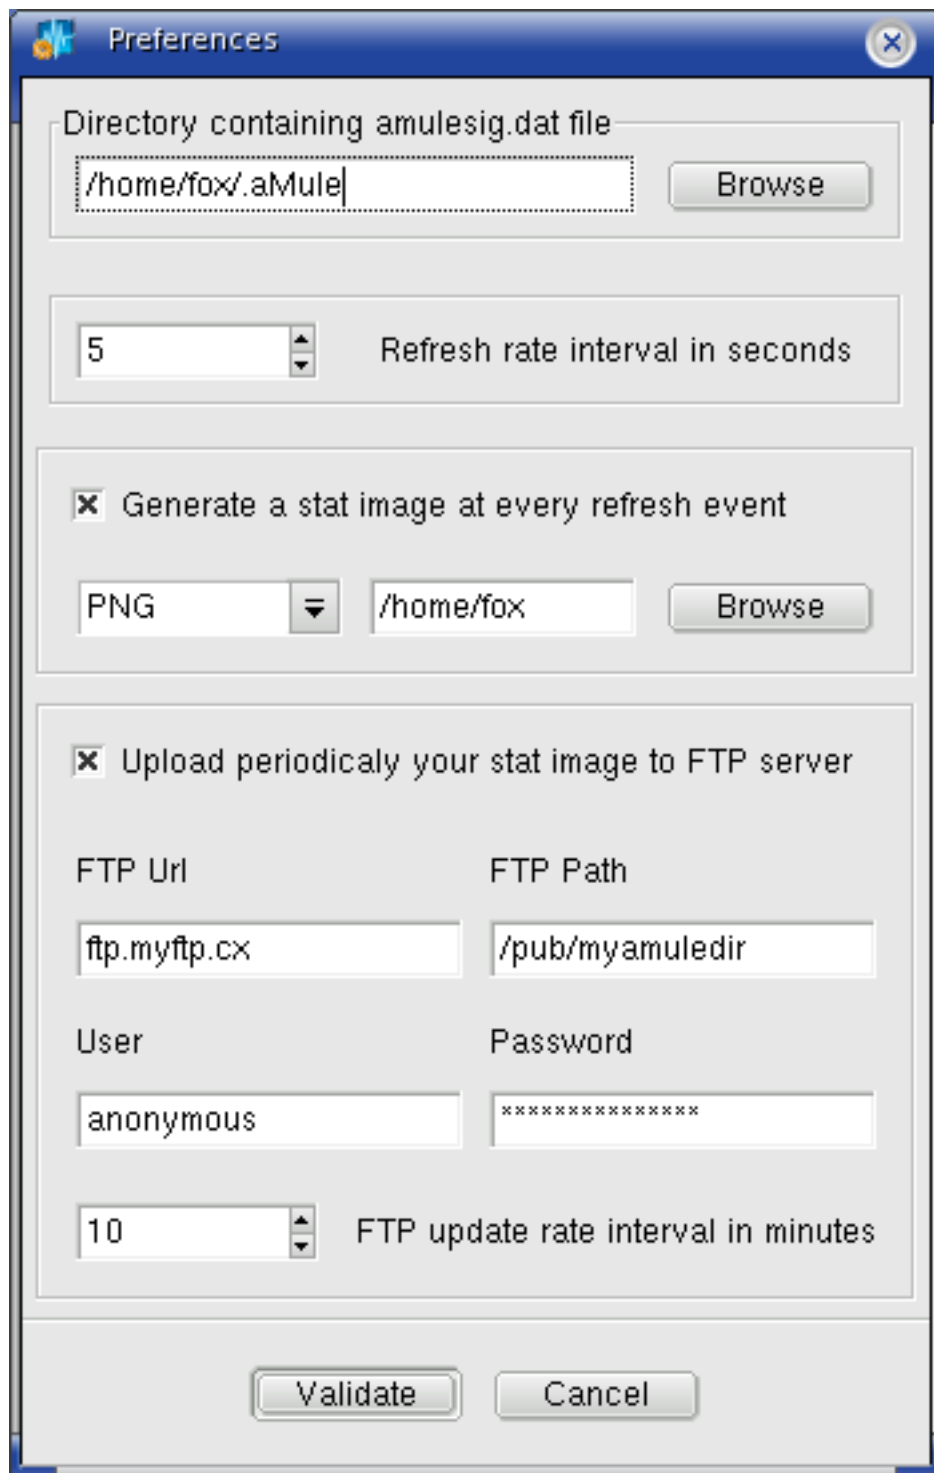 Preferences
Directory containing amulesig.dat file
/home/fox/.aMule Browse
5 Refresh rate interval in seconds
Generate a stat image at every refresh event
PNG /home/fox Browse
Upload periodicaly your stat image to FTP server
FTP Url FTP Path
ftp.myftp.cx /pub/myamuledir
User Password
anonymous ***************
10 FTP update rate interval in minutes
Validate Cancel